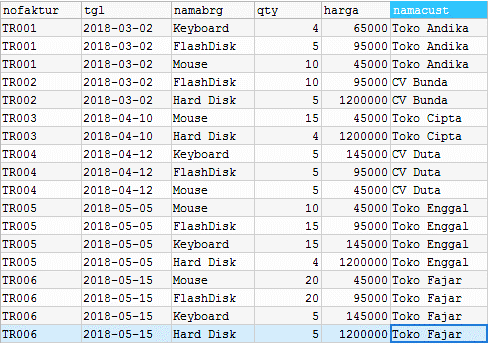 nofaktur tgl namabrg qty harga namacust
TR001 2018-03-02 Keyboard 4 65000 Toko Andika
TR001 2018-03-02 FlashDisk 5 95000 Toko Andika
TR001 2018-03-02 Mouse 10 45000 Toko Andika
TR002 2018-03-02 FlashDisk 10 95000 CV Bunda
TR002 2018-03-02 Hard Disk 5 1200000 CV Bunda
TR003 2018-04-10 Mouse 15 45000 Toko Cipta
TR003 2018-04-10 Hard Disk 4 1200000 Toko Cipta
TR004 2018-04-12 Keyboard 5 145000 CV Duta
TR004 2018-04-12 FlashDisk 5 95000 CV Duta
TR004 2018-04-12 Mouse 5 45000 CV Duta
TR005 2018-05-05 Mouse 10 45000 Toko Enggal
TR005 2018-05-05 FlashDisk 15 95000 Toko Enggal
TR005 2018-05-05 Keyboard 15 145000 Toko Enggal
TR005 2018-05-05 Hard Disk 4 1200000 Toko Enggal
TR006 2018-05-15 Mouse 20 45000 Toko Fajar
TR006 2018-05-15 FlashDisk 20 95000 Toko Fajar
TR006 2018-05-15 Keyboard 5 145000 Toko Fajar
TR006 2018-05-15 Hard Disk 5 1200000 Toko Fajar